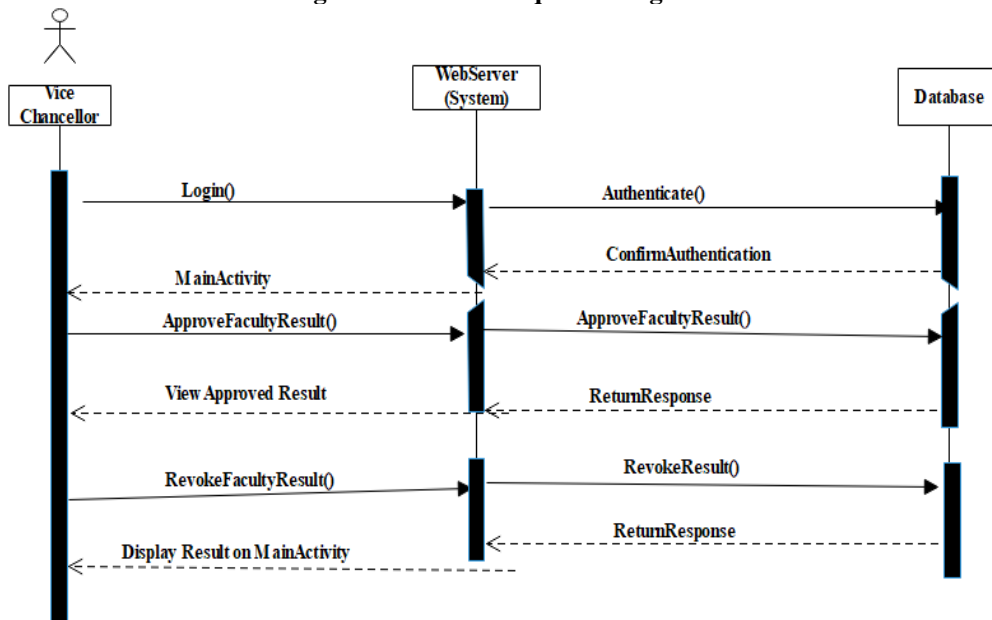 WebServer
(System)
Vice
Chancellor
Database
Login()
Authenticate()
ConfirmAuthentication
MainActivity
ApproveFacultyResult()
ApproveFacultyResult()
View Approved Result
ReturnResponse
RevokeFacultyResult()
RevokeResult()
ReturnResponse
Display Result on MainActivity